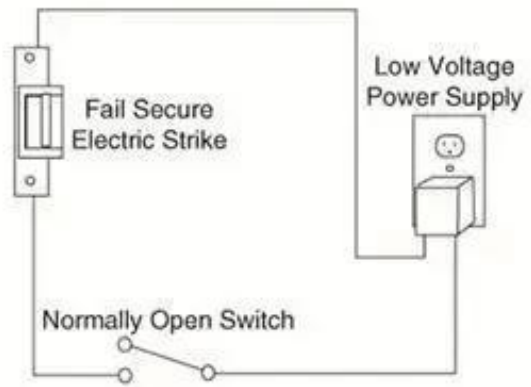 Low Voltage
Power Supply
Fail Secure
Electric Strike
Normally Open Switch